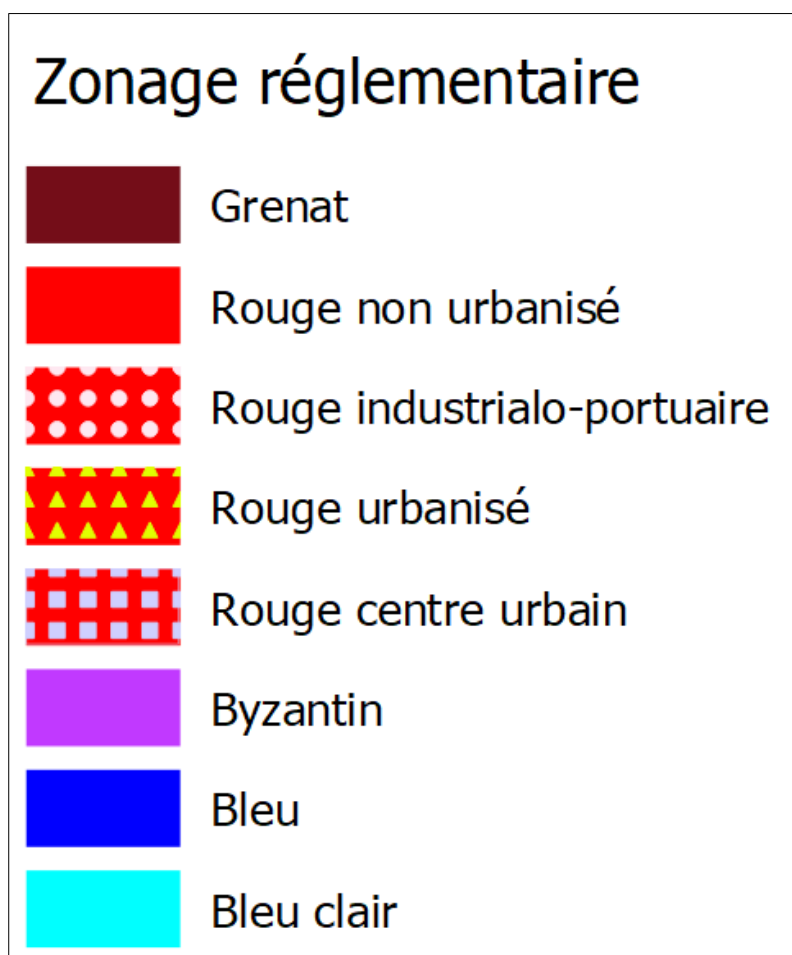 Zonage réglementaire
Grenat
Rouge non urbanisé
Rouge industrialo-portuaire
Rouge urbanisé
Rouge centre urbain
Byzantin
Bleu
Bleu clair